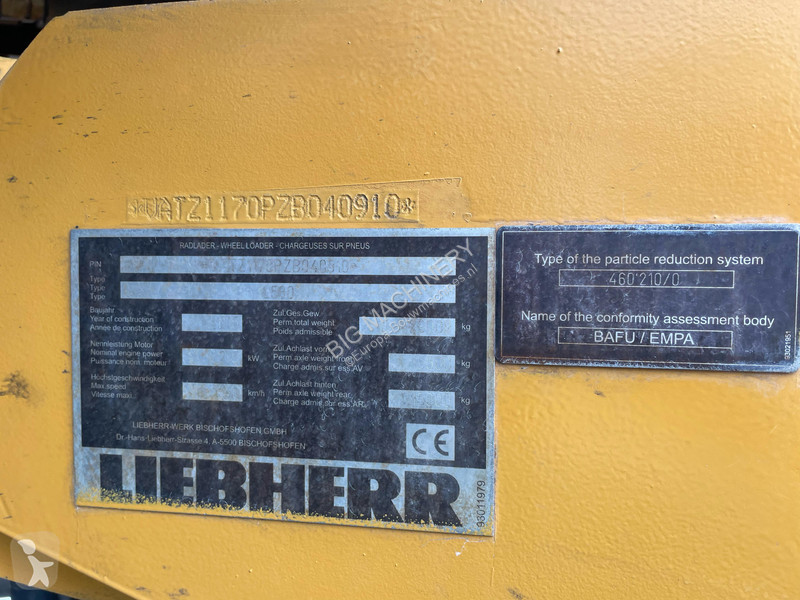 *VATZ1170PZB040910*
RADLADER - WHEEL LOADER - CHARGEUSES SUR PNEUS
PIN
PZB040910
Type
Type
Baujahr
Year of construction
Année de construction
Zul.Ges.Gew.
Perm.total weight
Poids admissible
kg
Nennleistung Motor
Nominal engine power
Puissance nom. moteur
kW
Zul.Achslast vorn
Perm axle weight front
Charge admis.sur ess.AV.
kg
Höchstgeschwindigkeit
Max.speed
Vitesse maxi.
km/h
Zul.Achslast hinten
Perm axle weight rear
Charge admis.sur ess.AR.
kg
LIEBHERR-WERK BISCHOFSHOFEN GMBH
Dr.-Hans-Liebherr-Strasse 4, A-5500 BISCHOFSHOFEN
CE
LIEBHERR
93011979
Type of the particle reduction system
460'210/0
Name of the conformity assessment body
BAFU / EMPA
93021951
BIG MACHINERY